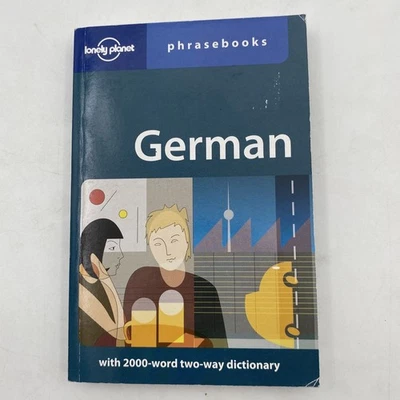 lonely planet
phrasebooks
German
with 2000-word two-way dictionary